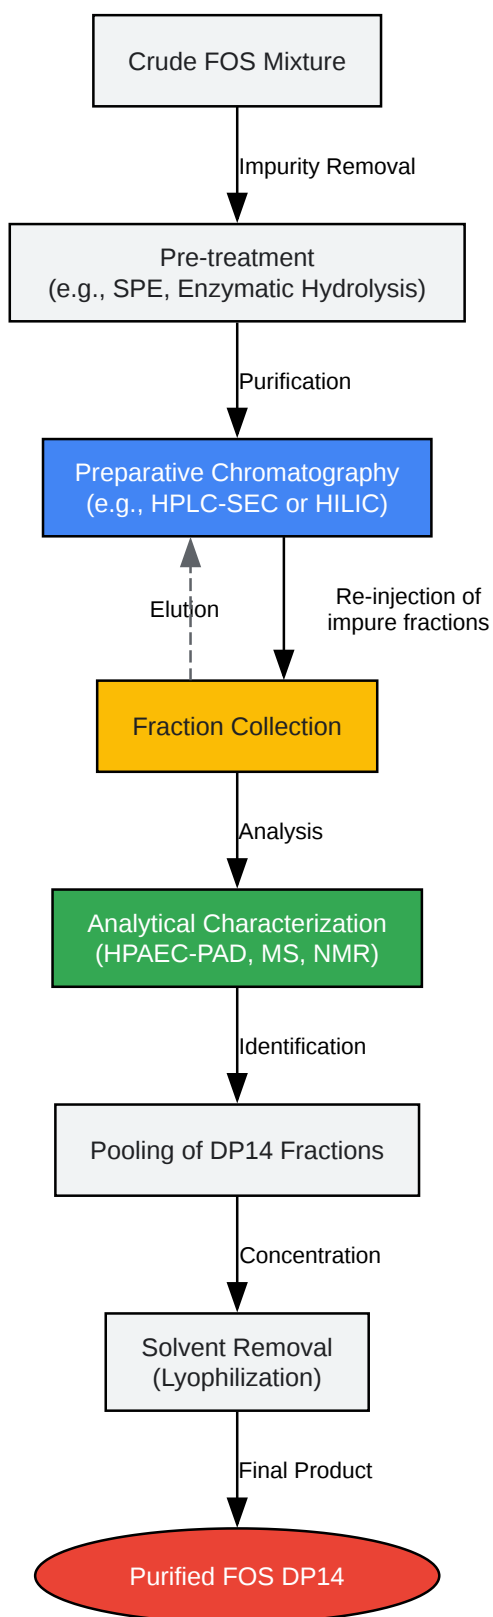 Crude FOS Mixture
Impurity Removal
Pre-treatment
(e.g., SPE, Enzymatic Hydrolysis)
Purification
Preparative Chromatography
(e.g., HPLC-SEC or HILIC)
Elution
Re-injection of
impure fractions
Fraction Collection
Analysis
Analytical Characterization
(HPAEC-PAD, MS, NMR)
Identification
Pooling of DP14 Fractions
Concentration
Solvent Removal
(Lyophilization)
Final Product
Purified FOS DP14